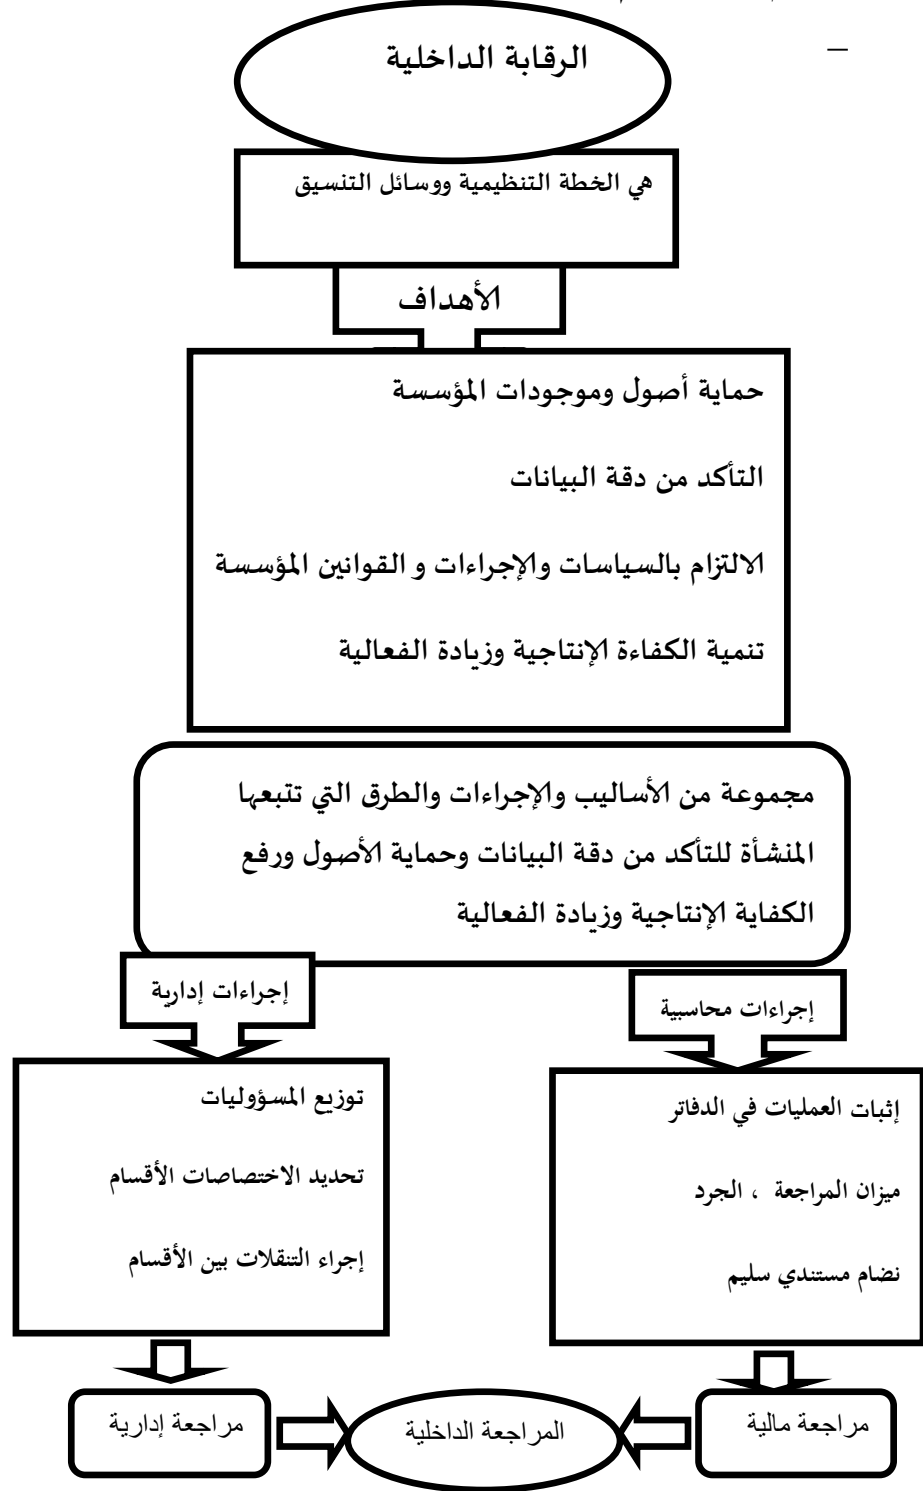 الرقابة الداخلية
هي الخطة التنظيمية ووسائل التنسيق
الأهداف
حماية أصول وموجودات المؤسسة
التأكد من دقة البيانات
الالتزام بالسياسات والإجراءات و القوانين المؤسسة
تنمية الكفاءة الإنتاجية وزيادة الفعالية
مجموعة من الأساليب والإجراءات والطرق التي تتبعها
المنشأة للتأكد من دقة البيانات وحماية الأصول ورفع
الكفاية الإنتاجية وزيادة الفعالية
إجراءات محاسبية
إثبات العمليات في الدفاتر
ميزان المراجعة ، الجرد
نضام مستندي سليم
إجراءات إدارية
توزيع المسؤوليات
تحديد الاختصاصات الأقسام
إجراء التنقلات بين الأقسام
مراجعة مالية
المراجعة الداخلية
مراجعة إدارية